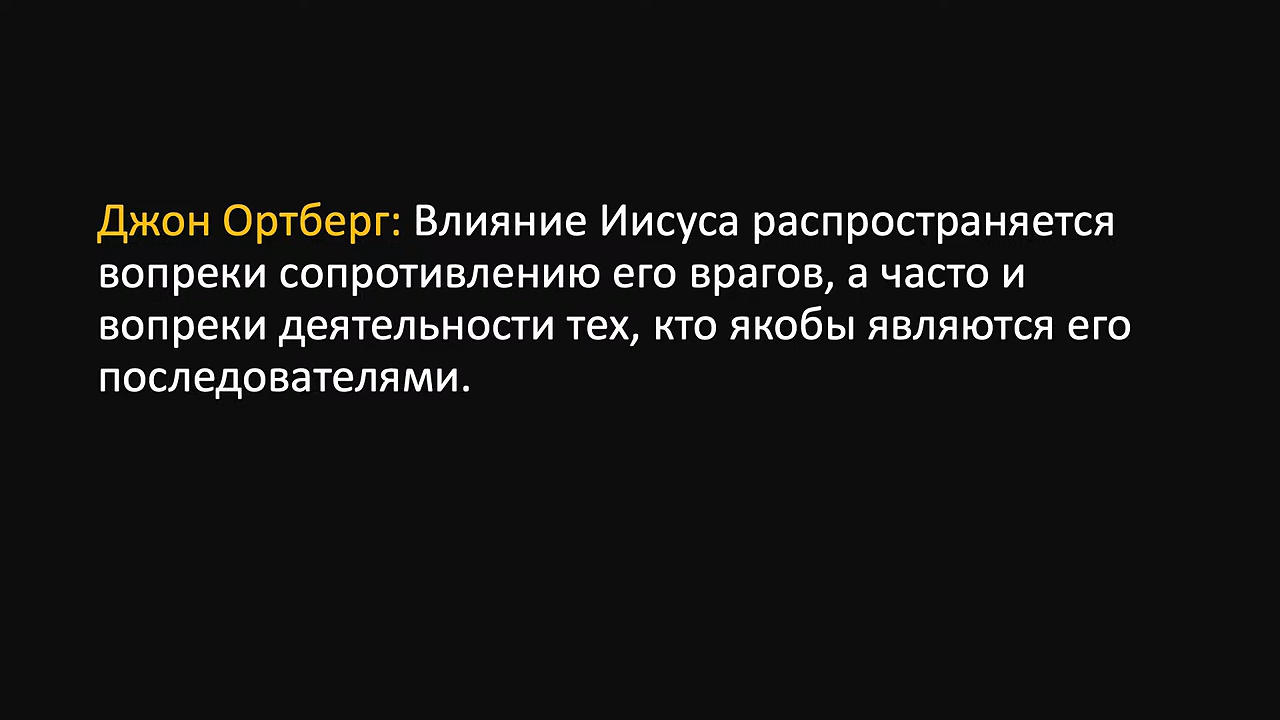 Джон Ортберг: Влияние Иисуса распространяется
вопреки сопротивлению его врагов, а часто и
вопреки деятельности тех, кто якобы являются его
последователями.